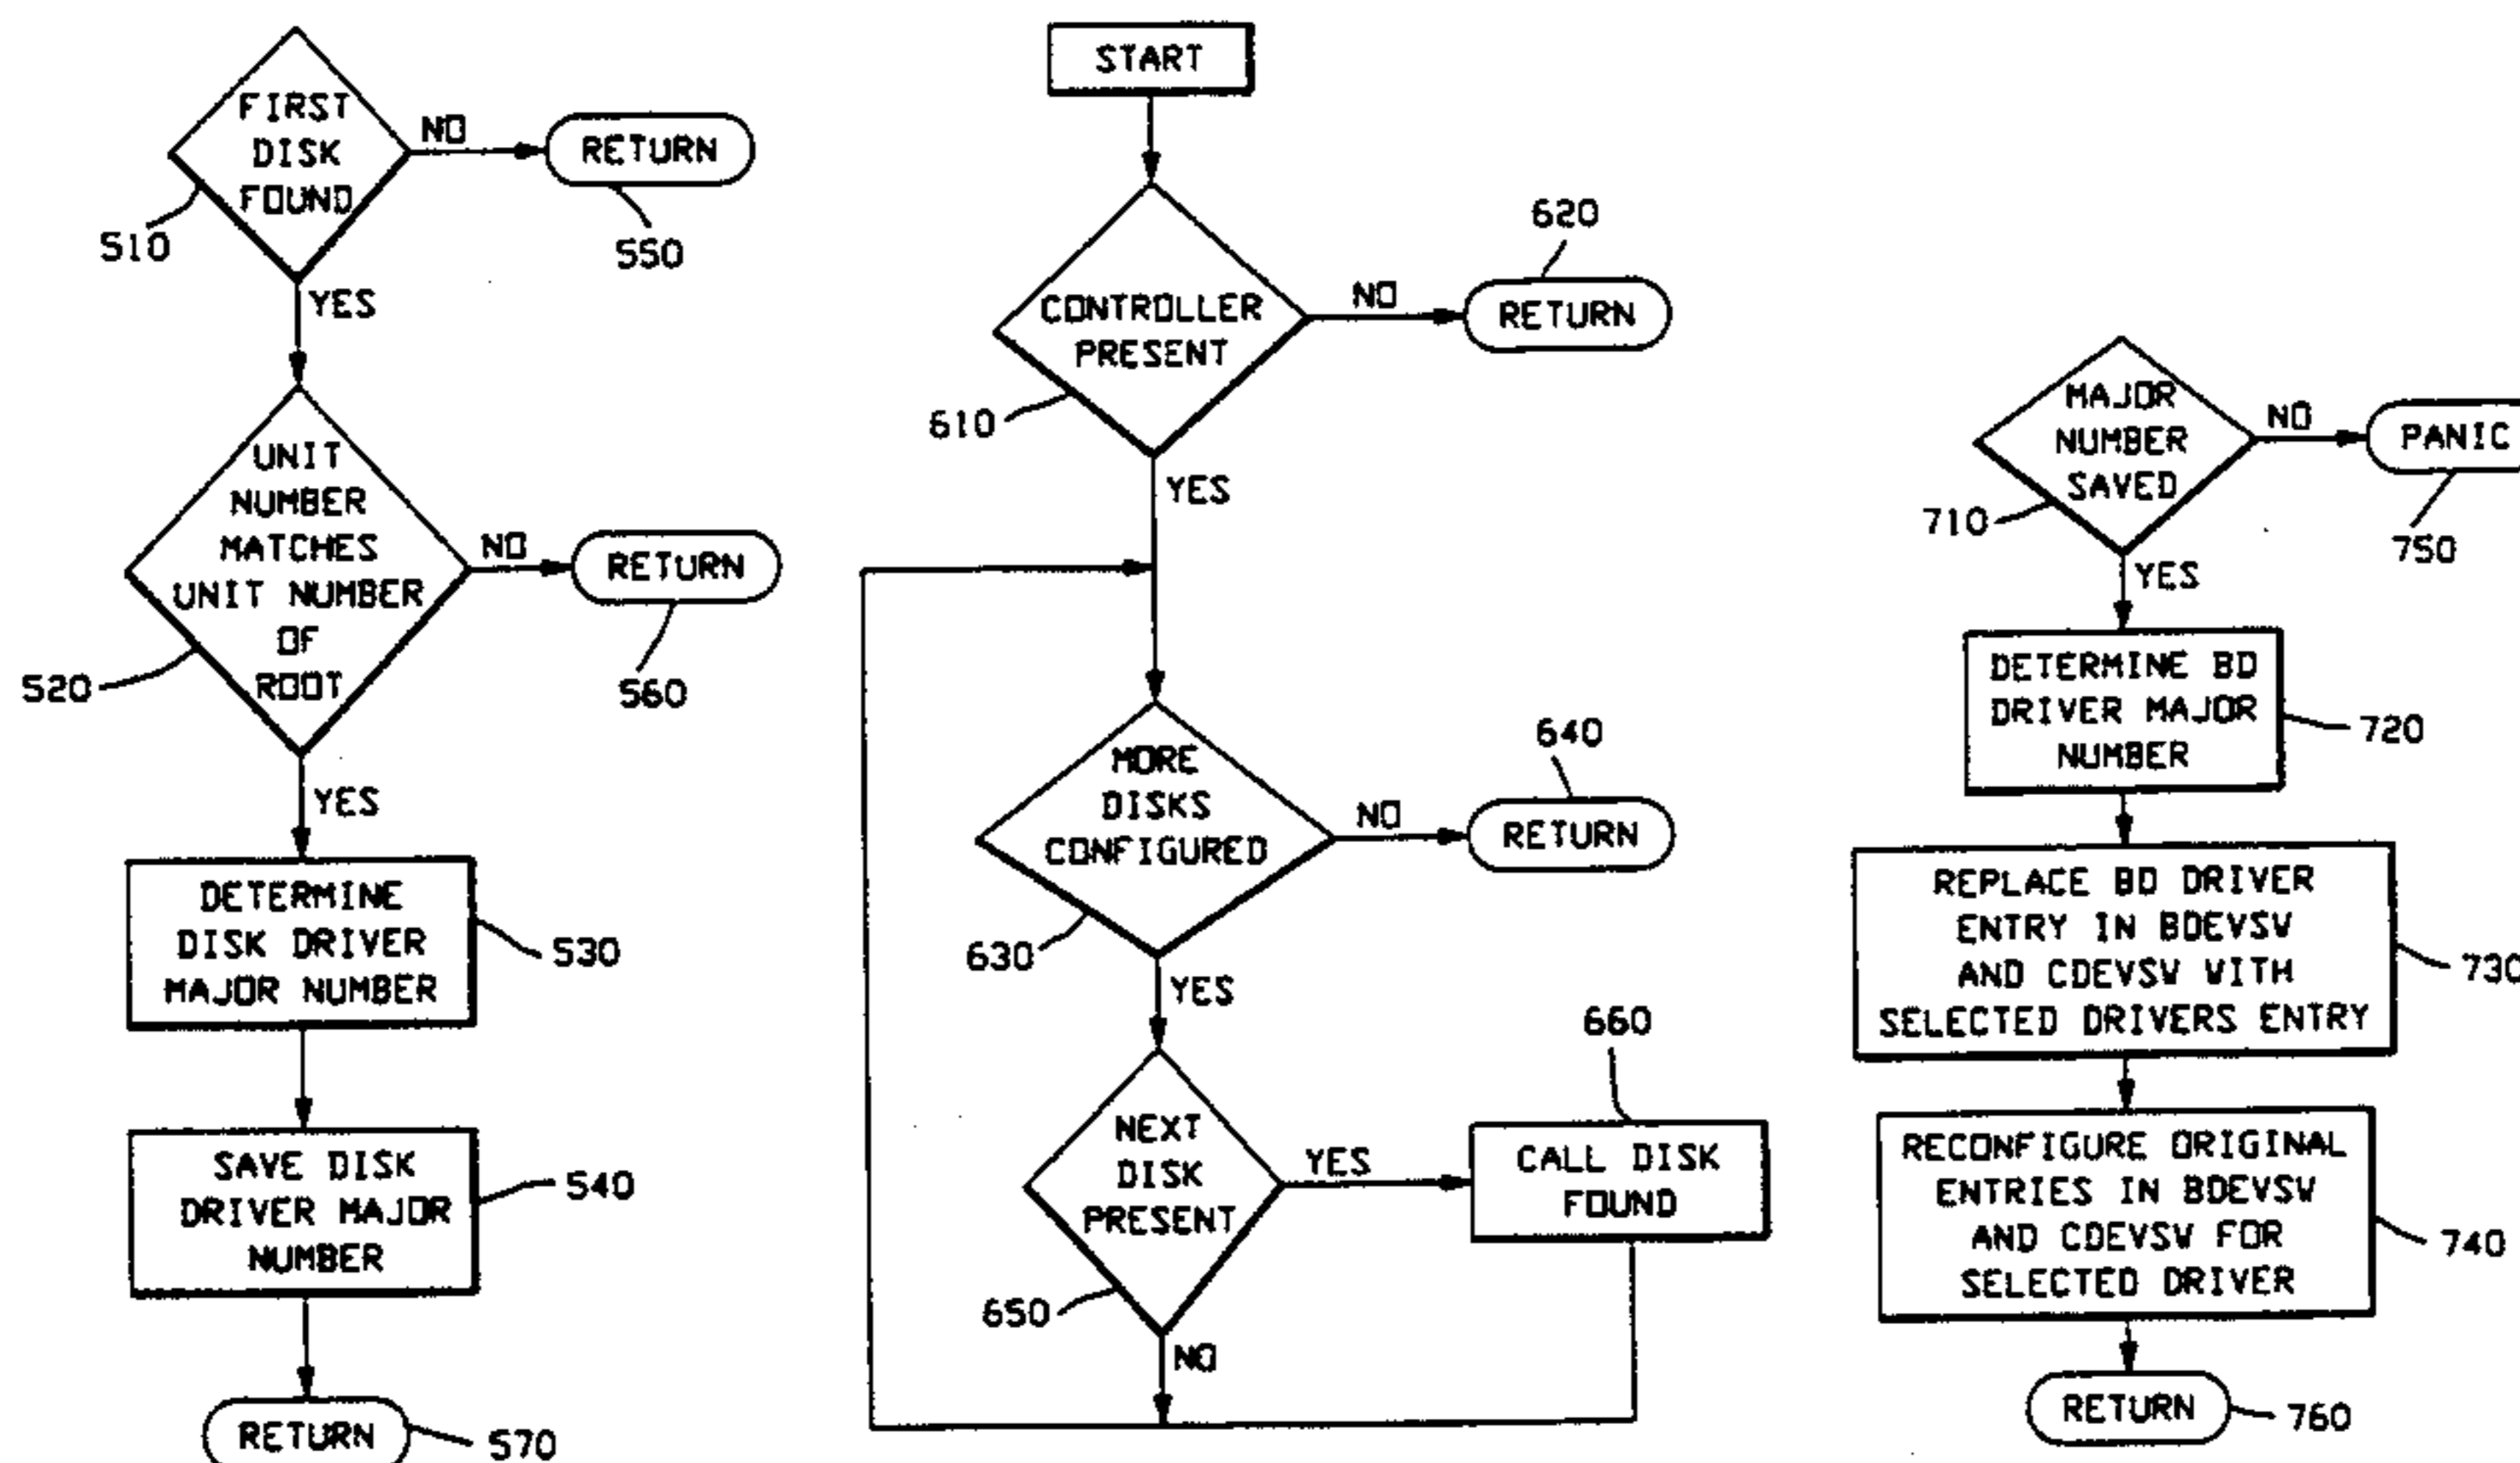 FIRST
DISK
FOUND
NO
RETURN
510
550
YES
UNIT
NUMBER
MATCHES
UNIT NUMBER
OF
ROOT
NO
RETURN
520
560
YES
DETERMINE
DISK DRIVER
MAJOR NUMBER
530
SAVE DISK
DRIVER MAJOR
NUMBER
540
RETURN
570
START
CONTROLLER
PRESENT
NO
620
RETURN
610
YES
MORE
DISKS
CONFIGURED
NO
640
RETURN
630
YES
NEXT
DISK
PRESENT
YES
660
CALL DISK
FOUND
650
NO
MAJOR
NUMBER
SAVED
NO
PANIC
710
750
YES
DETERMINE BD
DRIVER MAJOR
NUMBER
720
REPLACE BD DRIVER
ENTRY IN BDEVSW
AND CDEVSW WITH
SELECTED DRIVERS ENTRY
730
RECONFIGURE ORIGINAL
ENTRIES IN BDEVSW
AND CDEVSW FOR
SELECTED DRIVER
740
RETURN
760